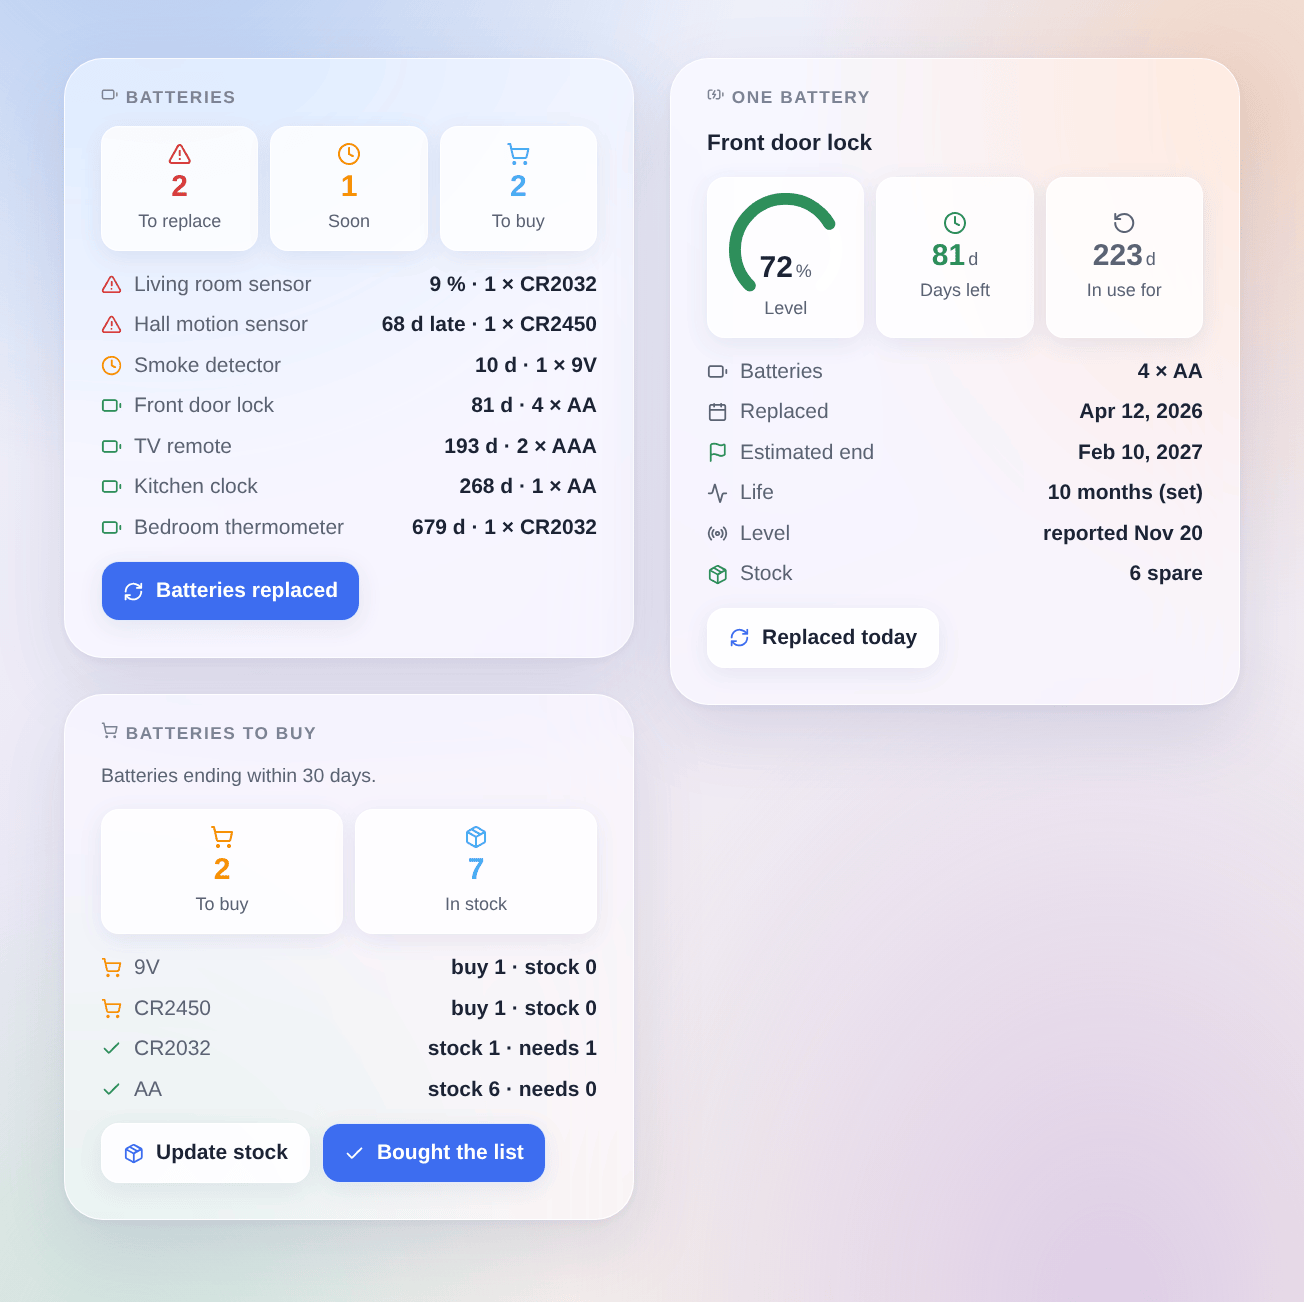 BATTERIES
2
To replace
1
Soon
2
To buy
Living room sensor 9 % · 1 × CR2032
Hall motion sensor 68 d late · 1 × CR2450
Smoke detector 10 d · 1 × 9V
Front door lock 81 d · 4 × AA
TV remote 193 d · 2 × AAA
Kitchen clock 268 d · 1 × AA
Bedroom thermometer 679 d · 1 × CR2032
Batteries replaced
ONE BATTERY
Front door lock
72 %
Level
81 d
Days left
223 d
In use for
Batteries 4 × AA
Replaced Apr 12, 2026
Estimated end Feb 10, 2027
Life 10 months (set)
Level reported Nov 20
Stock 6 spare
Replaced today
BATTERIES TO BUY
Batteries ending within 30 days.
2
To buy
7
In stock
9V buy 1 · stock 0
CR2450 buy 1 · stock 0
CR2032 stock 1 · needs 1
AA stock 6 · needs 0
Update stock
Bought the list